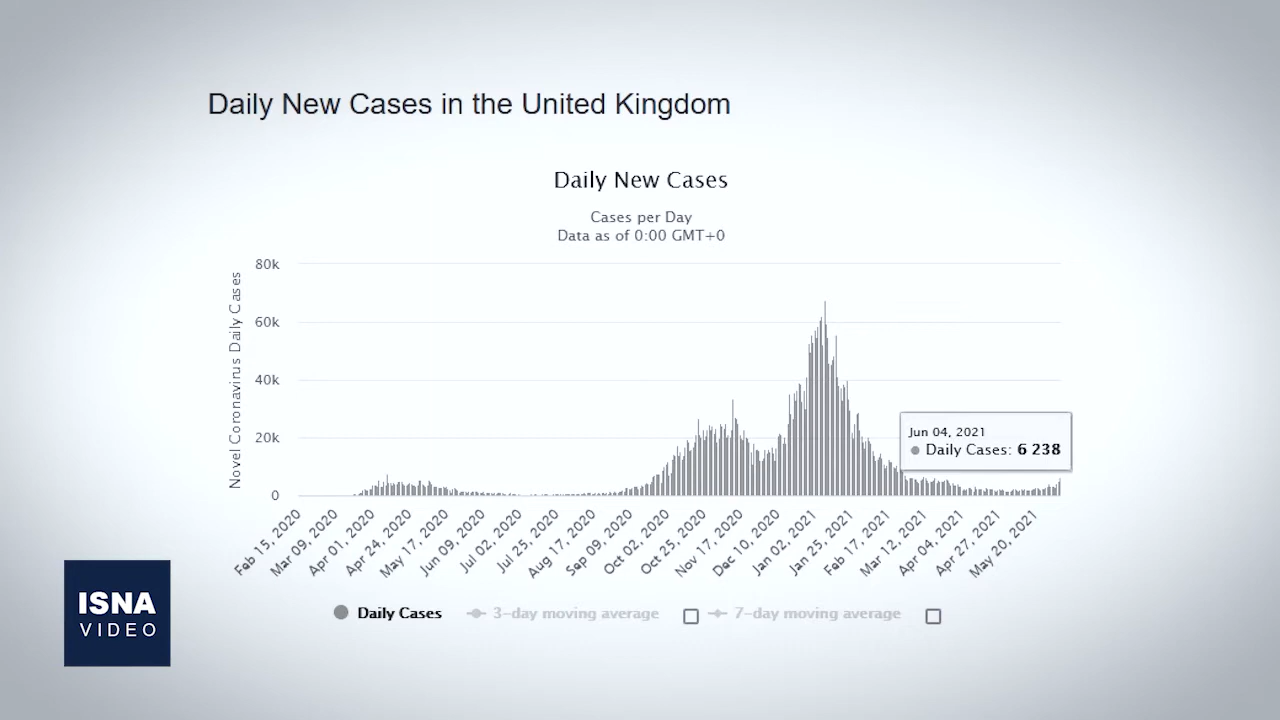 Daily New Cases in the United Kingdom
Daily New Cases
Cases per Day
Data as of 0:00 GMT+0
Novel Coronavirus Daily Cases
80k
60k
40k
20k
0
Jun 04, 2021
Daily Cases: 6 238
Feb 15, 2020
Mar 09, 2020
Apr 01, 2020
Apr 24, 2020
May 17, 2020
Jun 09, 2020
Jul 02, 2020
Jul 25, 2020
Aug 17, 2020
Sep 09, 2020
Oct 02, 2020
Oct 25, 2020
Nov 17, 2020
Dec 10, 2020
Jan 02, 2021
Jan 25, 2021
Feb 17, 2021
Mar 12, 2021
Apr 04, 2021
Apr 27, 2021
May 20, 2021
Daily Cases
3-day moving average
7-day moving average
ISNA
VIDEO